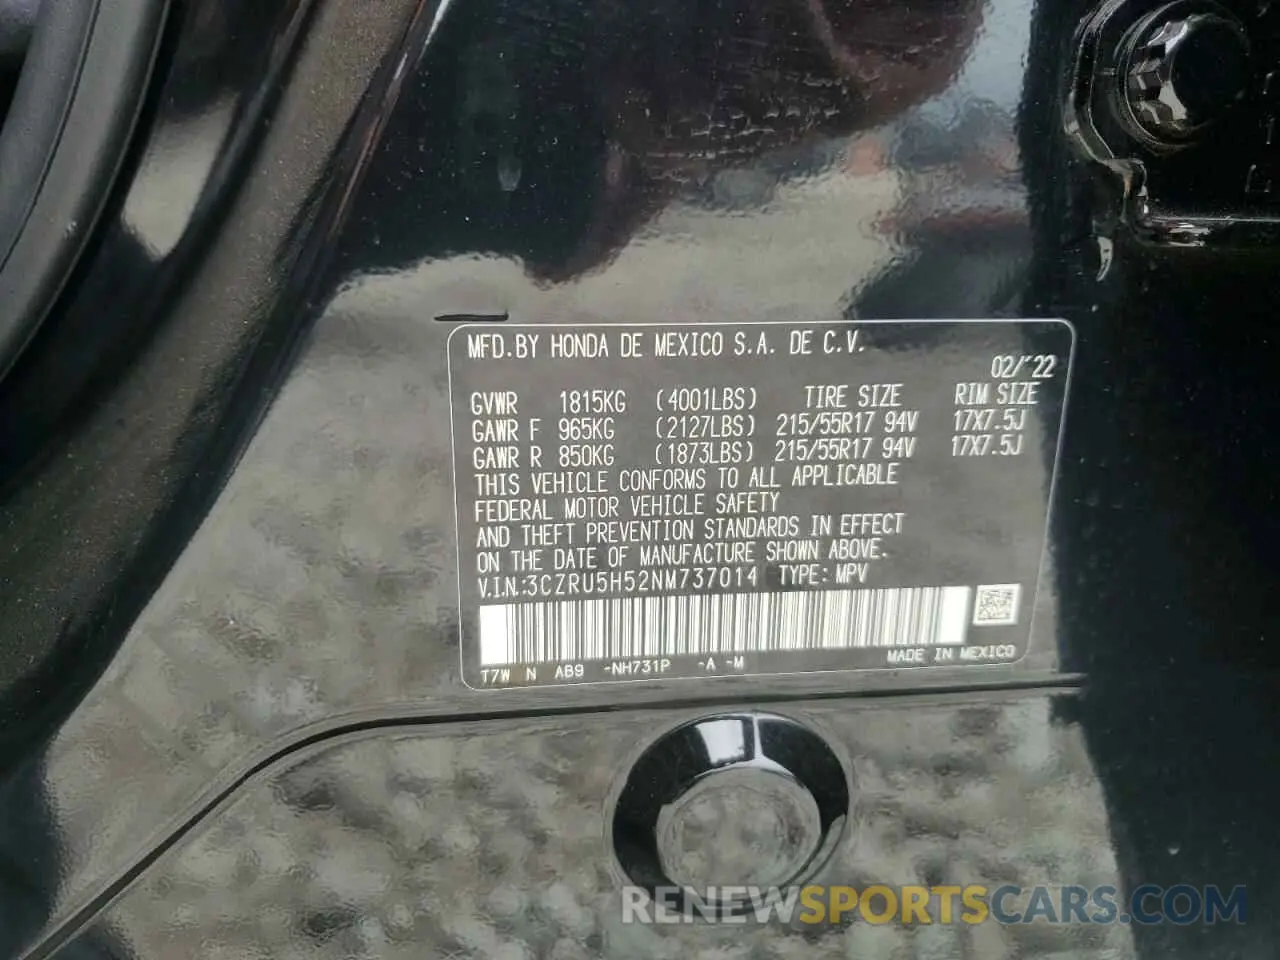 MFD.BY HONDA DE MEXICO S.A. DE C.V.
02/'22
GVWR 1815KG (4001LBS) TIRE SIZE RIM SIZE
GAWR F 965KG (2127LBS) 215/55R17 94V 17X7.5J
GAWR R 850KG (1873LBS) 215/55R17 94V 17X7.5J
THIS VEHICLE CONFORMS TO ALL APPLICABLE
FEDERAL MOTOR VEHICLE SAFETY
AND THEFT PREVENTION STANDARDS IN EFFECT
ON THE DATE OF MANUFACTURE SHOWN ABOVE.
V.I.N.:3CZRU5H52NM737014 TYPE: MPV
T7W N AB9 -NH731P -A -M MADE IN MEXICO
RENEWSPORTSCARS.COM